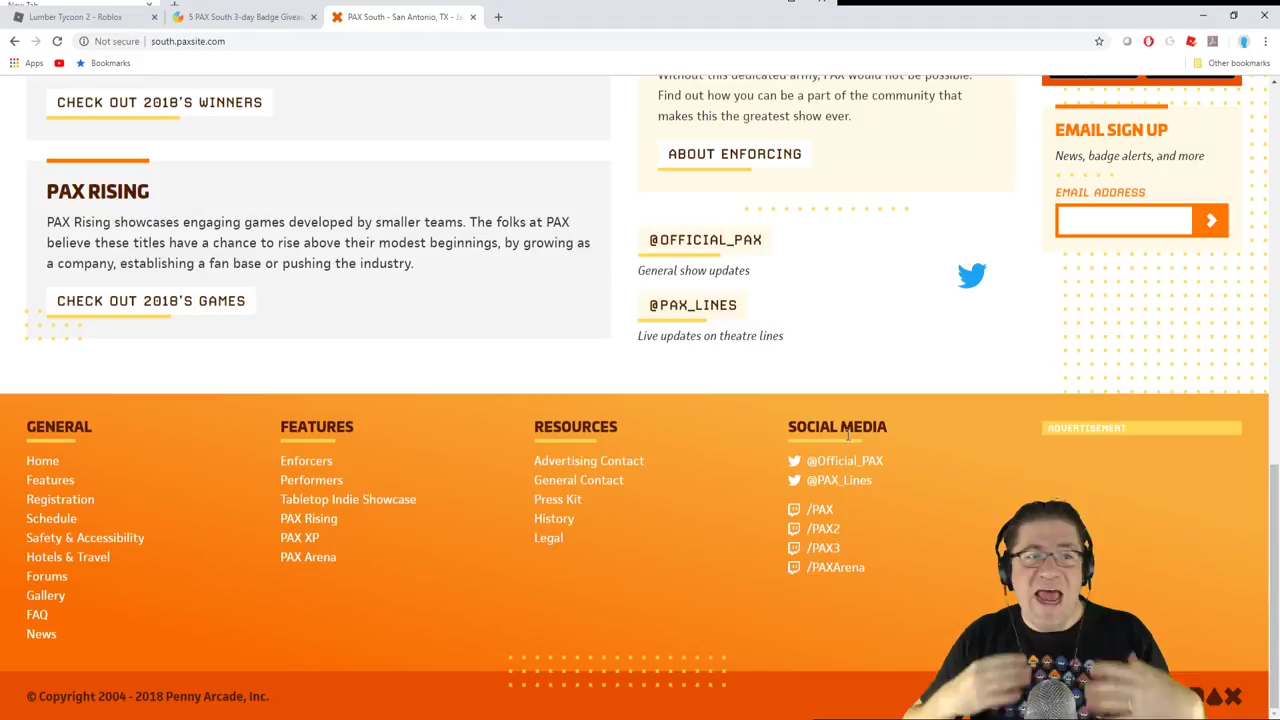 Lumber Tycoon 2 - Roblox
5 PAX South 3-day Badge Giveaw
PAX South - San Antonio, TX - Ja
Not secure
south.paxsite.com
Apps
Bookmarks
Other bookmarks
CHECK OUT 2018'S WINNERS
PAX RISING
PAX Rising showcases engaging games developed by smaller teams. The folks at PAX
believe these titles have a chance to rise above their modest beginnings, by growing as
a company, establishing a fan base or pushing the industry.
CHECK OUT 2018'S GAMES
Without this dedicated army, PAX would not be possible.
Find out how you can be a part of the community that
makes this the greatest show ever.
ABOUT ENFORCING
@OFFICIAL_PAX
General show updates
@PAX_LINES
Live updates on theatre lines
EMAIL SIGN UP
News, badge alerts, and more
EMAIL ADDRESS
GENERAL
Home
Features
Registration
Schedule
Safety & Accessibility
Hotels & Travel
Forums
Gallery
FAQ
News
FEATURES
Enforcers
Performers
Tabletop Indie Showcase
PAX Rising
PAX XP
PAX Arena
RESOURCES
Advertising Contact
General Contact
Press Kit
History
Legal
SOCIAL MEDIA
@Official_PAX
@PAX_Lines
/PAX
/PAX2
/PAX3
/PAXArena
ADVERTISEMENT
© Copyright 2004 - 2018 Penny Arcade, Inc.